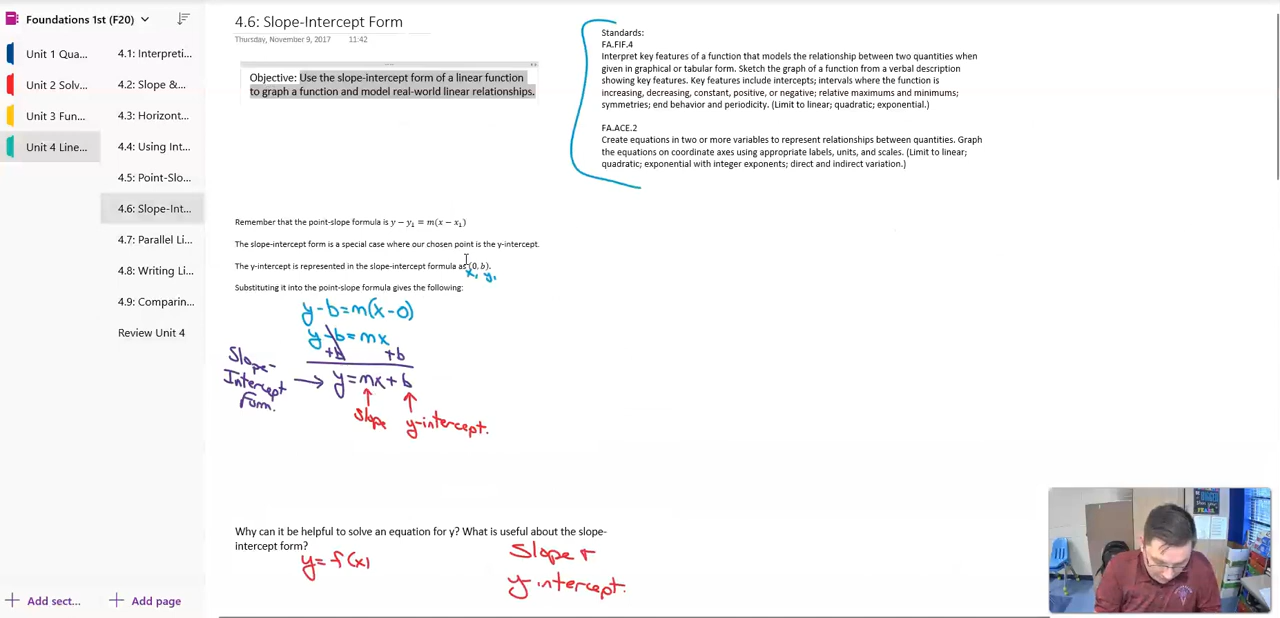 Foundations 1st (F20)
Unit 1 Qua...
Unit 2 Solv...
Unit 3 Fun...
Unit 4 Line...
4.1: Interpreti...
4.2: Slope &...
4.3: Horizont...
4.4: Using Int...
4.5: Point-Slo...
4.6: Slope-Int...
4.7: Parallel Li...
4.8: Writing Li...
4.9: Comparin...
Review Unit 4
+ Add sect...
+ Add page
4.6: Slope-Intercept Form
Thursday, November 9, 2017 11:42
Objective: Use the slope-intercept form of a linear function
to graph a function and model real-world linear relationships.
Standards:
FA.FIF.4
Interpret key features of a function that models the relationship between two quantities when
given in graphical or tabular form. Sketch the graph of a function from a verbal description
showing key features. Key features include intercepts; intervals where the function is
increasing, decreasing, constant, positive, or negative; relative maximums and minimums;
symmetries; end behavior and periodicity. (Limit to linear; quadratic; exponential.)
FA.ACE.2
Create equations in two or more variables to represent relationships between quantities. Graph
the equations on coordinate axes using appropriate labels, units, and scales. (Limit to linear;
quadratic; exponential with integer exponents; direct and indirect variation.)
Remember that the point-slope formula is y − y₁ = m(x − x₁)
The slope-intercept form is a special case where our chosen point is the y-intercept.
The y-intercept is represented in the slope-intercept formula as (0, b).
x₁ y₁
Substituting it into the point-slope formula gives the following:
y-b=m(x-0)
y-b=mx
+b +b
Slope-
Intercept
Form.
y=mx+b
slope
y-intercept.
Why can it be helpful to solve an equation for y? What is useful about the slope-
intercept form?
y=f(x)
Slope +
y intercept.